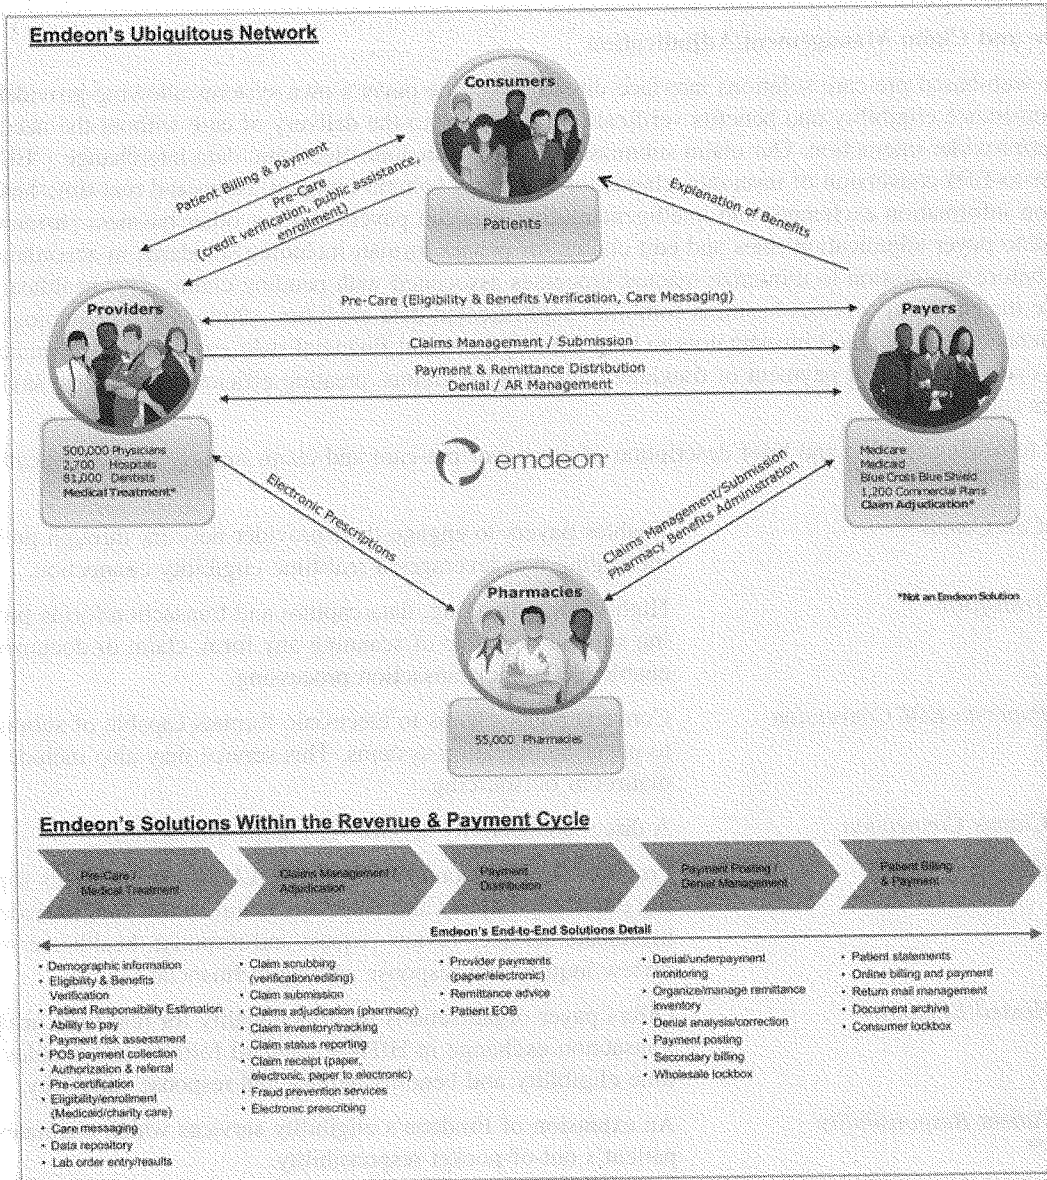 Emdeon's Ubiquitous Network
Consumers
Patients
Patient Billing & Payment
Pre-Care
(credit verification, public assistance,
enrollment)
Explanation of Benefits
Providers
500,000 Physicians
2,700 Hospitals
81,000 Dentists
Medical Treatment*
Pre-Care (Eligibility & Benefits Verification, Care Messaging)
Claims Management / Submission
Payment & Remittance Distribution
Denial / AR Management
Payers
Medicare
Medicaid
Blue Cross Blue Shield
1,200 Commercial Plans
Claim Adjudication*
emdeon
Electronic Prescriptions
Claims Management/Submission
Pharmacy Benefits Administration
Pharmacies
55,000 Pharmacies
*Not an Emdeon Solution
Emdeon's Solutions Within the Revenue & Payment Cycle
Pre-Care /
Medical Treatment
Claims Management /
Adjudication
Payment
Distribution
Payment Posting /
Denial Management
Patient Billing
& Payment
Emdeon's End-to-End Solutions Detail
• Demographic information
• Eligibility & Benefits
Verification
• Patient Responsibility Estimation
• Ability to pay
• Payment risk assessment
• POS payment collection
• Authorization & referral
• Pre-certification
• Eligibility/enrollment
(Medicaid/charity care)
• Care messaging
• Data repository
• Lab order entry/results
• Claim scrubbing
(verification/editing)
• Claim submission
• Claims adjudication (pharmacy)
• Claim inventory/tracking
• Claim status reporting
• Claim receipt (paper,
electronic, paper to electronic)
• Fraud prevention services
• Electronic prescribing
• Provider payments
(paper/electronic)
• Remittance advice
• Patient EOB
• Denial/underpayment
monitoring
• Organize/manage remittance
inventory
• Denial analysis/correction
• Payment posting
• Secondary billing
• Wholesale lockbox
• Patient statements
• Online billing and payment
• Return mail management
• Document archive
• Consumer lockbox